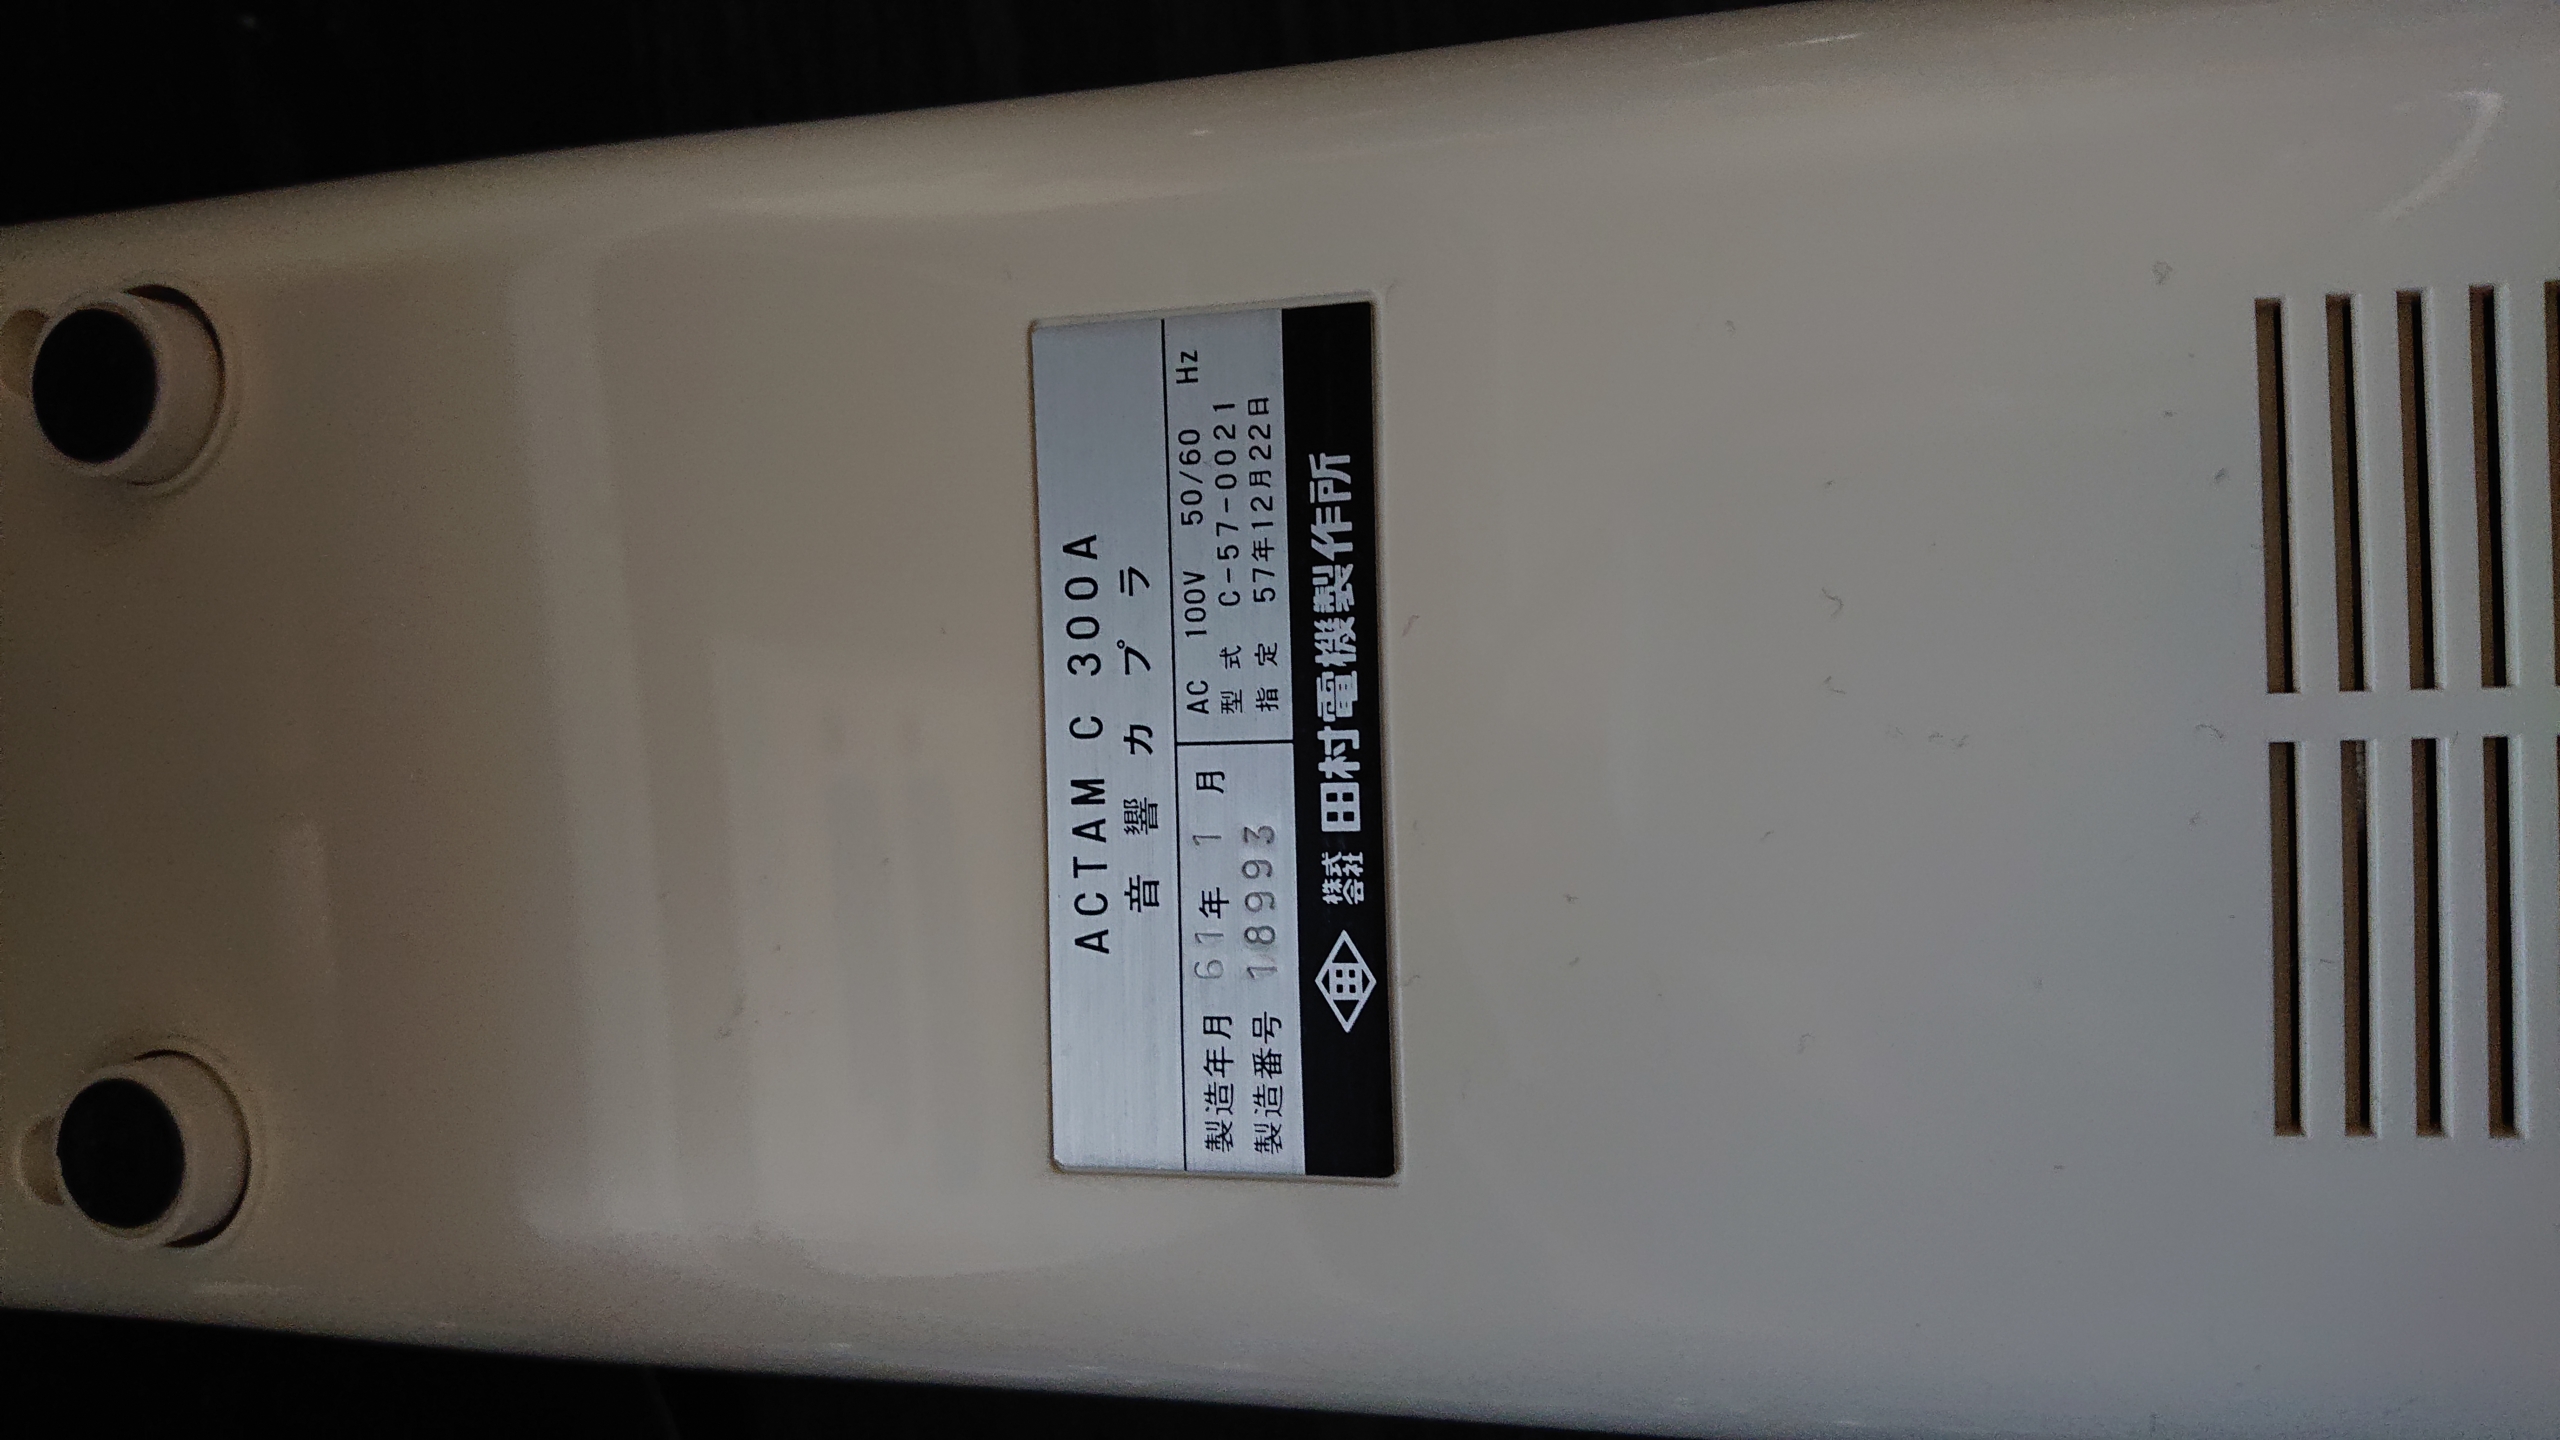 ACTAM C 300A
音響カプラ
製造年月 61年 1月
製造番号 18993
AC 100V 50/60 Hz
型式 C-57-0021
指定 57年12月22日
株式会社 田村電機製作所